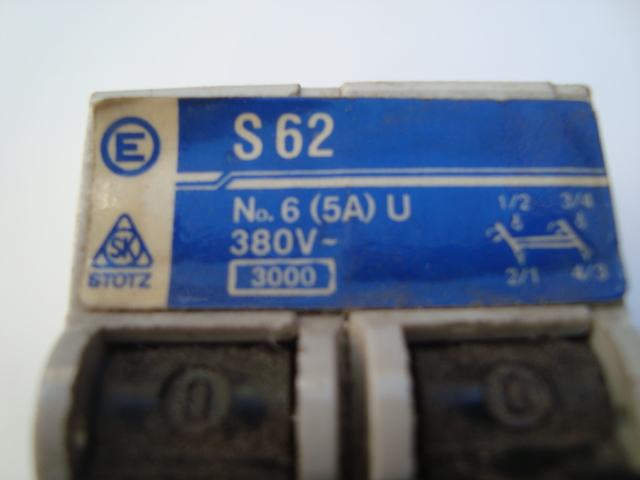 E
S 62
No. 6 (5A) U
380V~
3000
SK
STOTZ
1/2 3/4
2/1 4/3
0 0